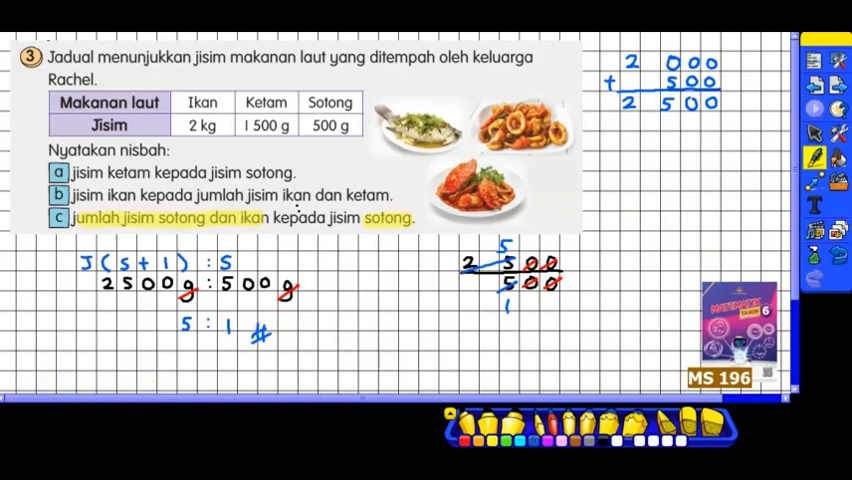 3 Jadual menunjukkan jisim makanan laut yang ditempah oleh keluarga
Rachel.
Makanan laut Ikan Ketam Sotong
Jisim 2 kg 1 500 g 500 g
Nyatakan nisbah:
a jisim ketam kepada jisim sotong.
b jisim ikan kepada jumlah jisim ikan dan ketam.
c jumlah jisim sotong dan ikan kepada jisim sotong.
2 000
+ 500
2 500
J ( S + I ) : S
2500g : 500g
5 : 1
5
2 500
500
1
MATEMATIK
TAHUN 6
MS 196
T